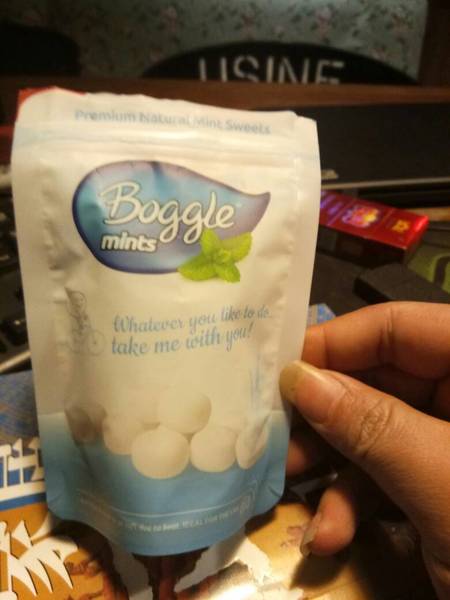 USINE
Premium Natural Mint Sweets
Boggle
mints
Whatever you like to do,
take me with you!